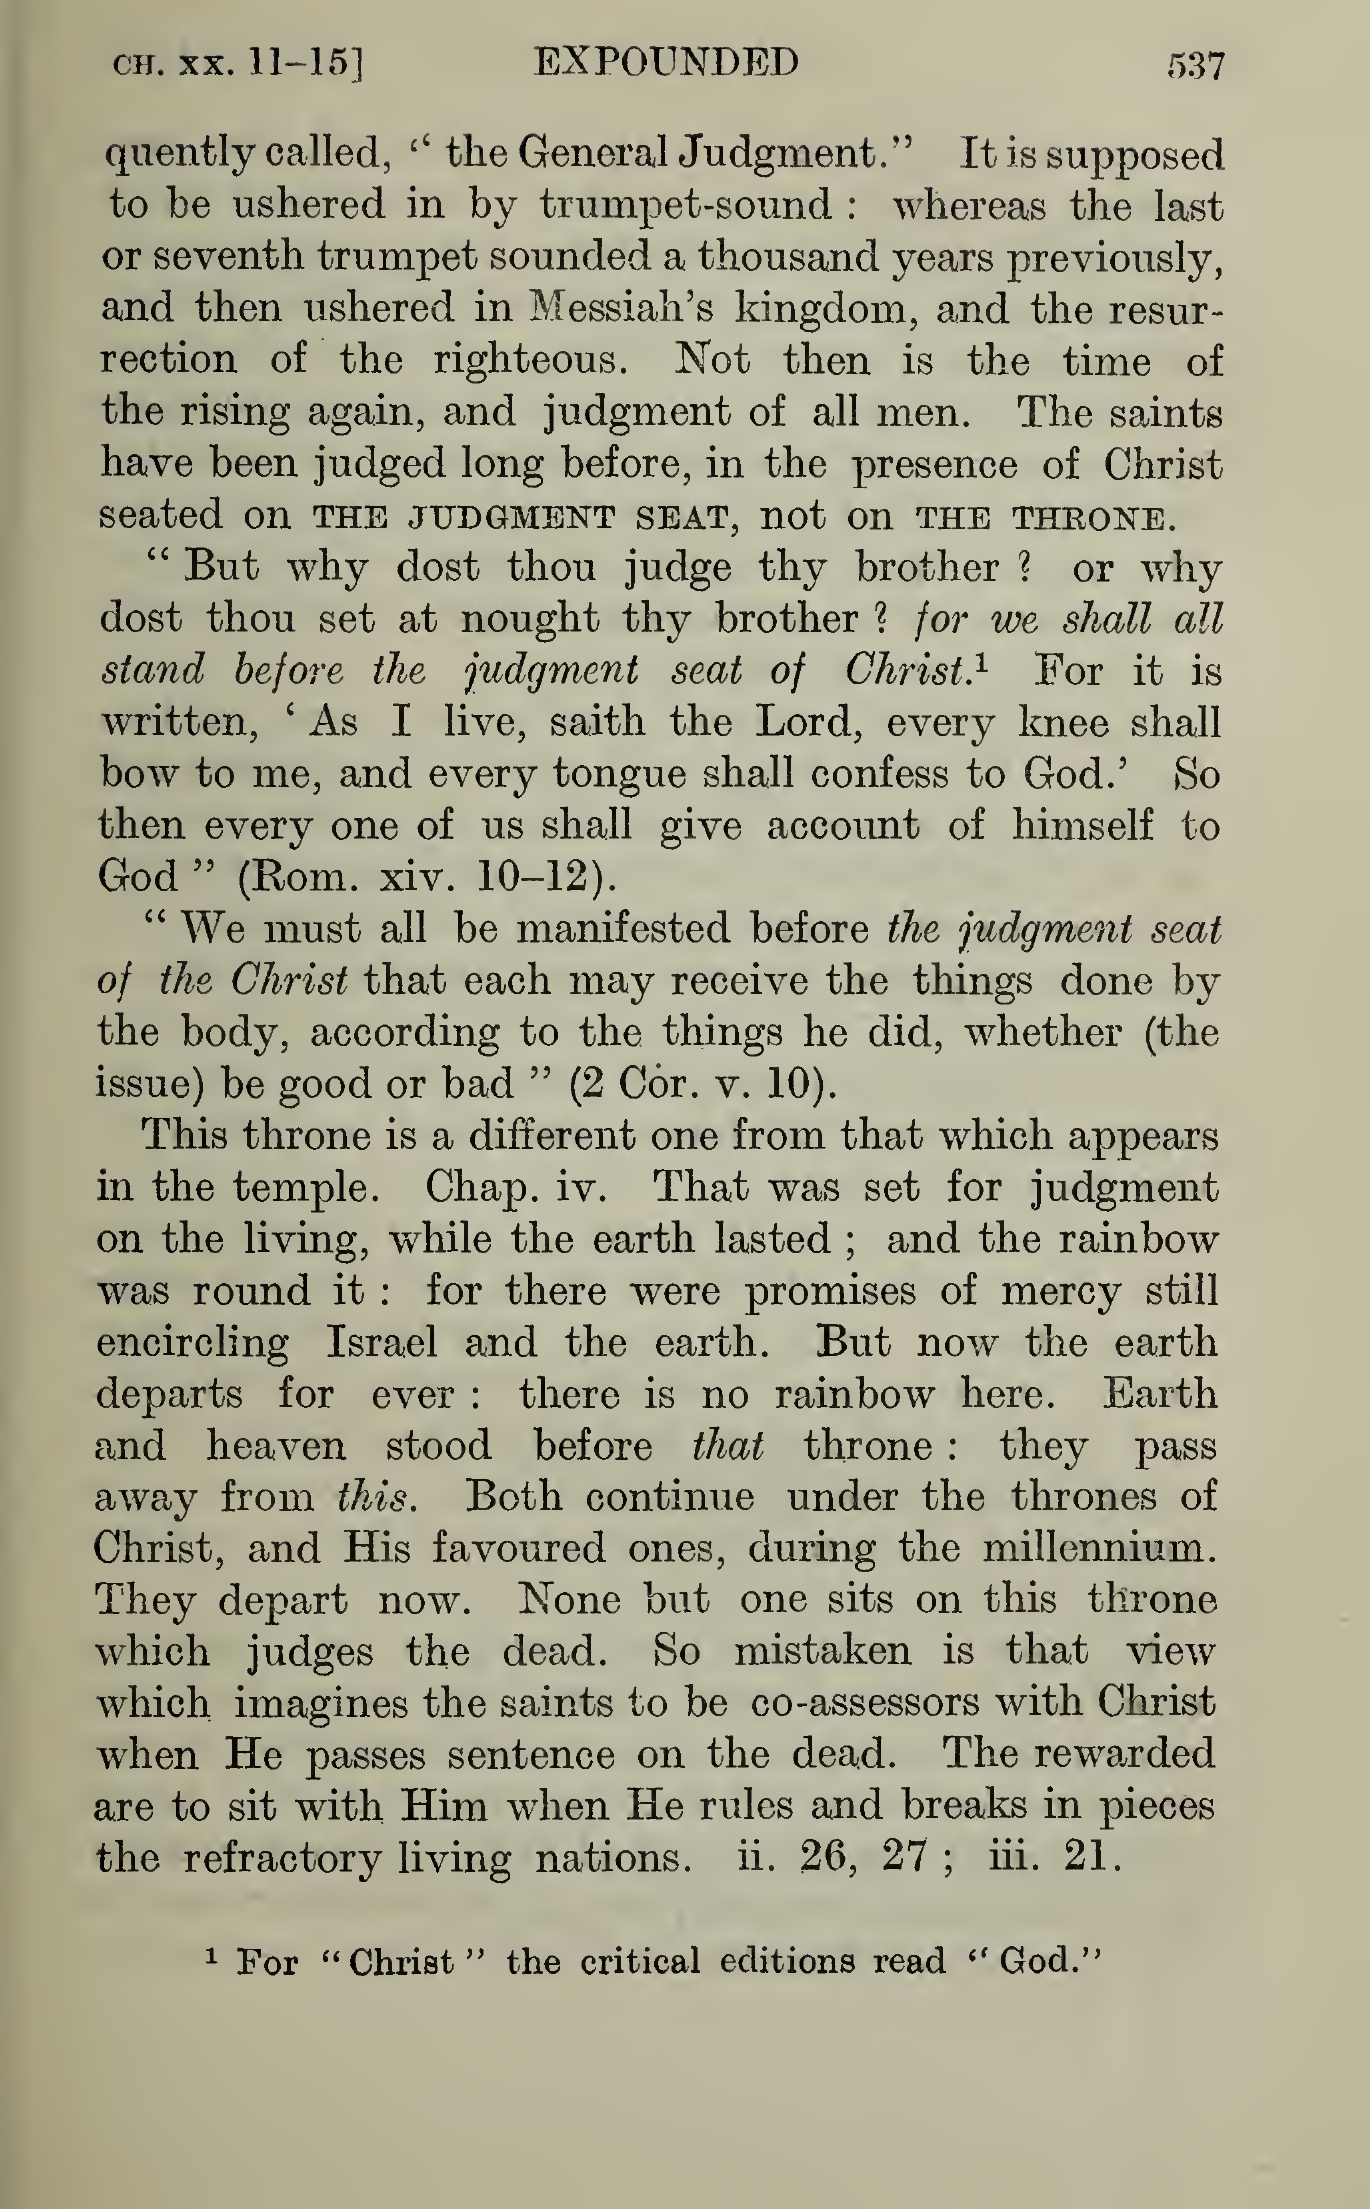 CH. XX. 11–15] EXPOUNDED 537
quently called, “ the General Judgment.” It is supposed
to be ushered in by trumpet-sound : whereas the last
or seventh trumpet sounded a thousand years previously,
and then ushered in Messiah’s kingdom, and the resur-
rection of the righteous. Not then is the time of
the rising again, and judgment of all men. The saints
have been judged long before, in the presence of Christ
seated on THE JUDGMENT SEAT, not on THE THRONE.
“ But why dost thou judge thy brother ? or why
dost thou set at nought thy brother ? for we shall all
stand before the judgment seat of Christ.¹ For it is
written, ‘ As I live, saith the Lord, every knee shall
bow to me, and every tongue shall confess to God.’ So
then every one of us shall give account of himself to
God ” (Rom. xiv. 10–12).
“ We must all be manifested before the judgment seat
of the Christ that each may receive the things done by
the body, according to the things he did, whether (the
issue) be good or bad ” (2 Cor. v. 10).
This throne is a different one from that which appears
in the temple. Chap. iv. That was set for judgment
on the living, while the earth lasted ; and the rainbow
was round it : for there were promises of mercy still
encircling Israel and the earth. But now the earth
departs for ever : there is no rainbow here. Earth
and heaven stood before that throne : they pass
away from this. Both continue under the thrones of
Christ, and His favoured ones, during the millennium.
They depart now. None but one sits on this throne
which judges the dead. So mistaken is that view
which imagines the saints to be co-assessors with Christ
when He passes sentence on the dead. The rewarded
are to sit with Him when He rules and breaks in pieces
the refractory living nations. ii. 26, 27 ; iii. 21.
¹ For “ Christ ” the critical editions read “ God.”